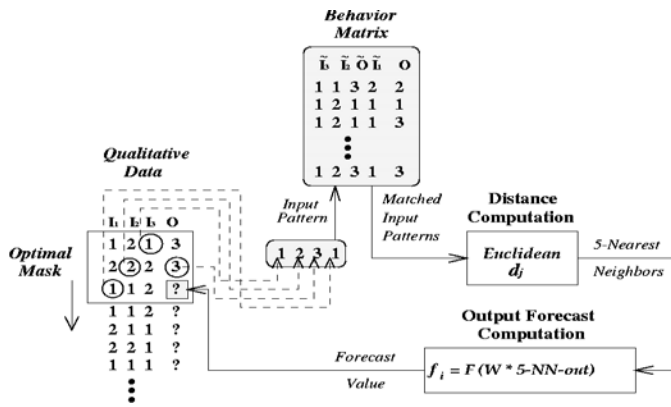 Behavior
Matrix
Ĩ₃ Ĩ₂ Õ Ĩ₁ O
1 1 3 2 2
1 2 1 1 1
1 2 1 1 3
1 2 3 1 3
Qualitative
Data
I₁ I₂ I₃ O
1 2 1 3
2 2 2 3
1 1 2 ?
1 1 2 ?
2 1 1 ?
2 2 1 ?
1 1 1 ?
Optimal
Mask
Input
Pattern
1 2 3 1
Matched
Input
Patterns
Distance
Computation
Euclidean
dⱼ
5-Nearest
Neighbors
Output Forecast
Computation
fᵢ = F (W * 5-NN-out)
Forecast
Value